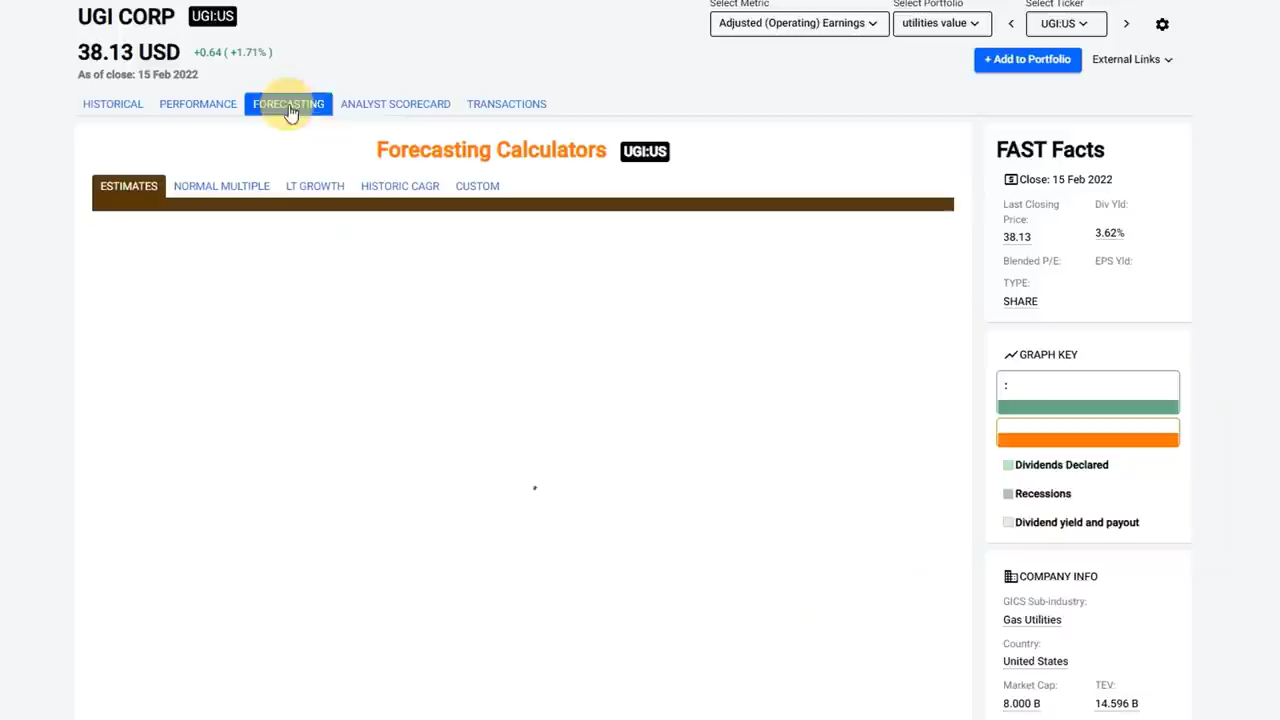 Select Metric
Select Portfolio
Select Ticker
UGI CORP UGI:US
Adjusted (Operating) Earnings
utilities value
UGI:US
38.13 USD +0.64 ( +1.71% )
+ Add to Portfolio
External Links
As of close: 15 Feb 2022
HISTORICAL PERFORMANCE FORECASTING ANALYST SCORECARD TRANSACTIONS
Forecasting Calculators UGI:US
ESTIMATES NORMAL MULTIPLE LT GROWTH HISTORIC CAGR CUSTOM
FAST Facts
Close: 15 Feb 2022
Last Closing Div Yld:
Price:
38.13 3.62%
Blended P/E: EPS Yld:
TYPE:
SHARE
GRAPH KEY
:
Dividends Declared
Recessions
Dividend yield and payout
COMPANY INFO
GICS Sub-industry:
Gas Utilities
Country:
United States
Market Cap: TEV:
8.000 B 14.596 B